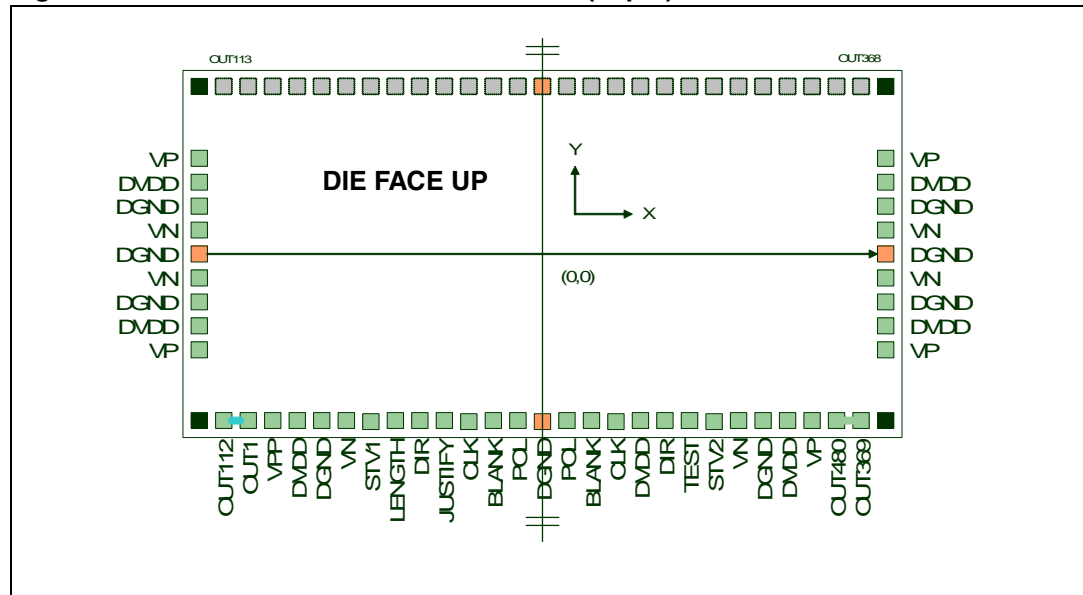 OUT113
OUT368
VP
DVDD
DGND
VN
DGND
VN
DGND
DVDD
VP
DIE FACE UP
Y
X
(0,0)
VP
DVDD
DGND
VN
DGND
VN
DGND
DVDD
VP
OUT112
OUT1
VPP
DVDD
DGND
VN
STV1
LENGTH
DIR
JUSTIFY
CLK
BLANK
POL
DGND
POL
BLANK
CLK
DVDD
DIR
TEST
STV2
VN
DGND
DVDD
VP
OUT480
OUT369